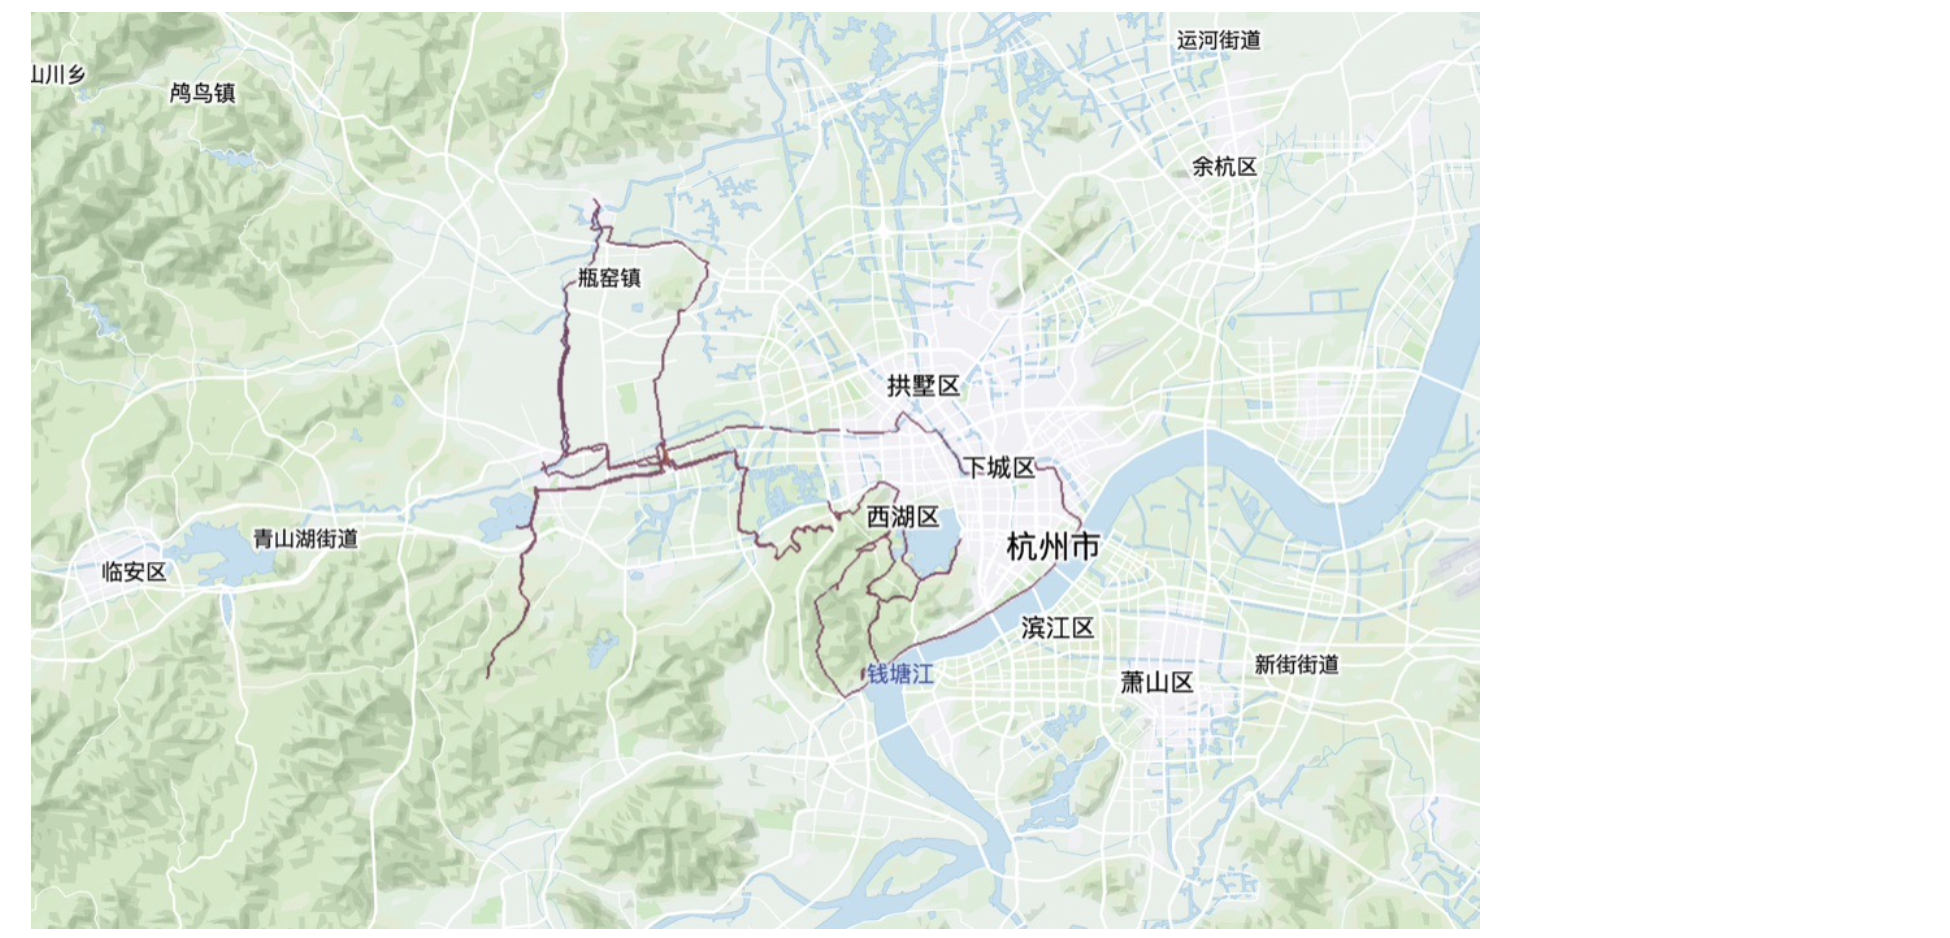 运河街道
山川乡
鸬鸟镇
余杭区
瓶窑镇
拱墅区
下城区
西湖区
青山湖街道
杭州市
临安区
滨江区
新街街道
钱塘江
萧山区